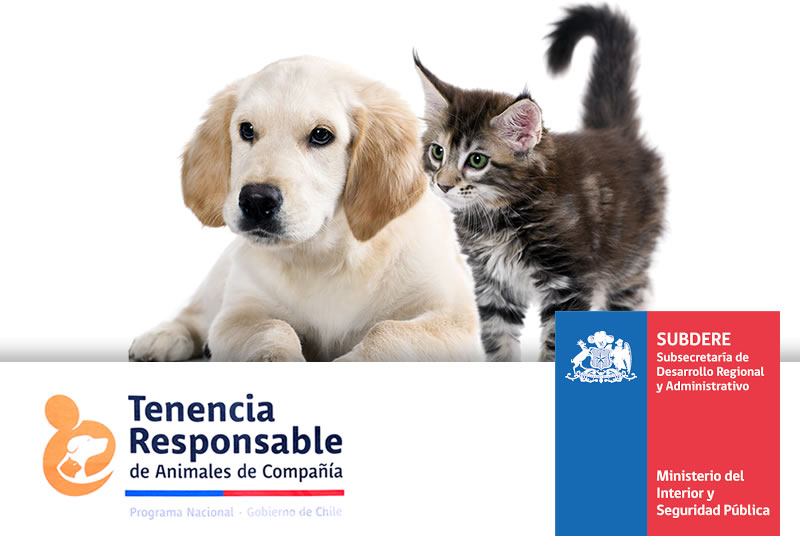 Tenencia
Responsable
de Animales de Compañía
Programa Nacional - Gobierno de Chile
SUBDERE
Subsecretaría de
Desarrollo Regional
y Administrativo
Ministerio del
Interior y
Seguridad Pública